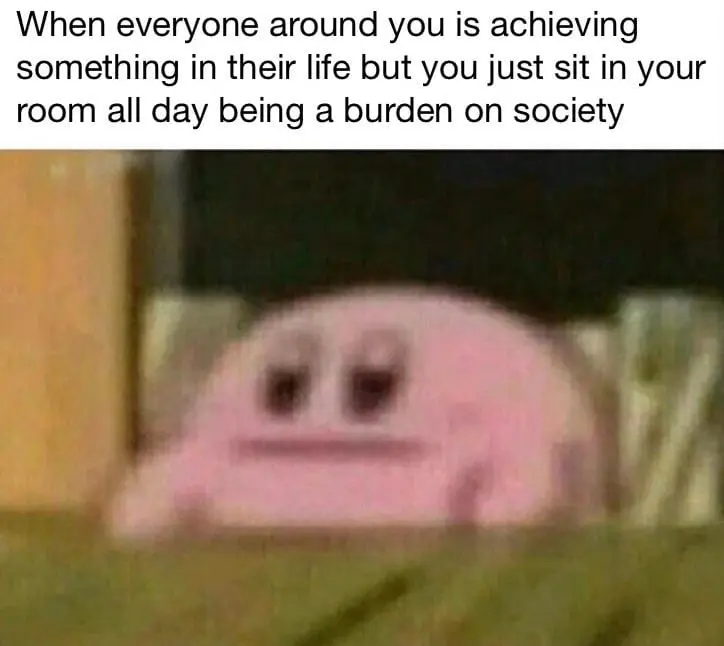 When everyone around you is achieving
something in their life but you just sit in your
room all day being a burden on society